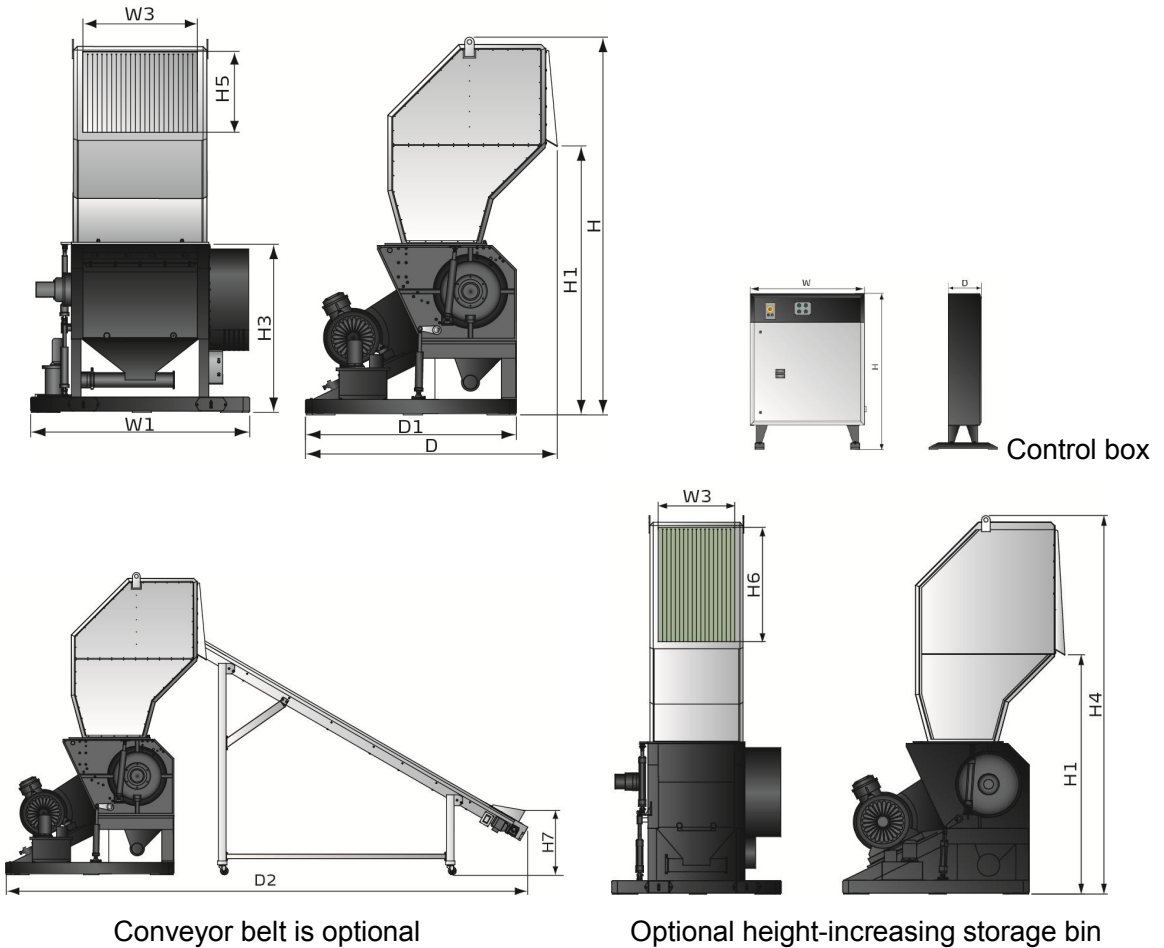 W3
H5
H3
W1
H
H1
D1
D
W
H
D
Control box
H7
D2
Conveyor belt is optional
W3
H6
H4
H1
Optional height-increasing storage bin